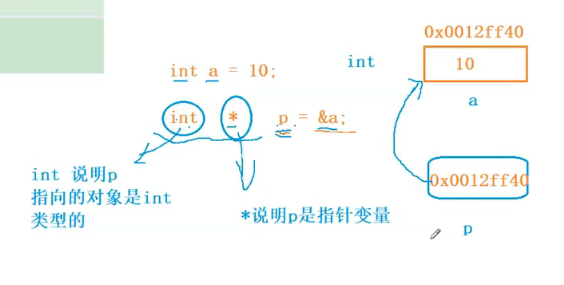 0x0012ff40
int a = 10;
int
10
a
int * p = &a;
int 说明p
指向的对象是int
类型的
*说明p是指针变量
0x0012ff40
p